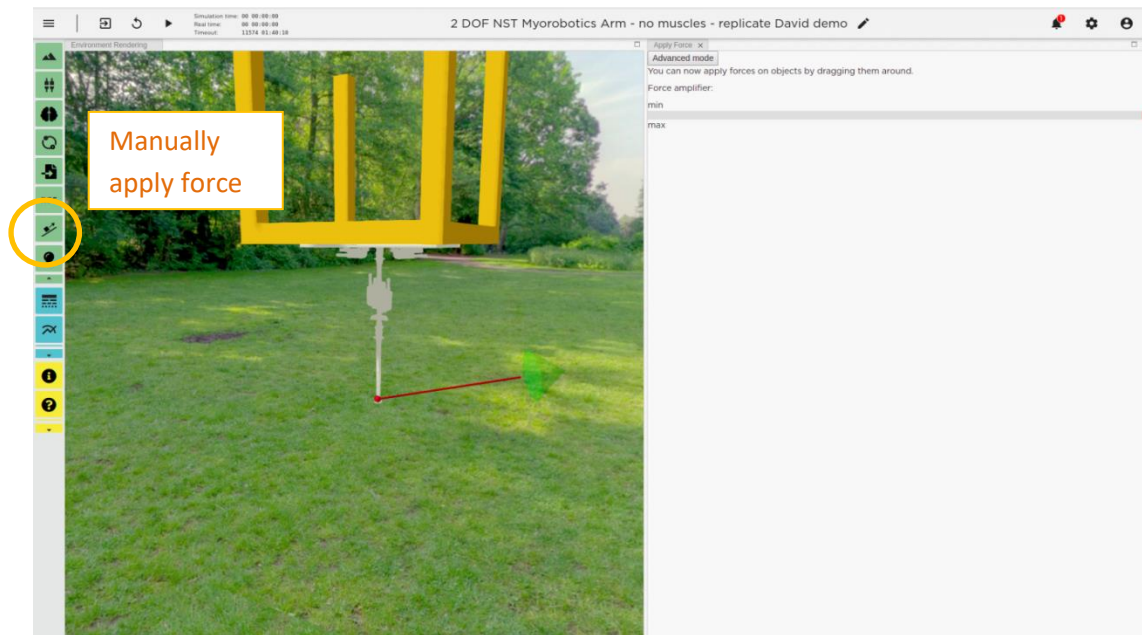 Simulation time: 00 00:00:00
Real time: 00 00:00:00
Timeout: 11574 01:40:10
2 DOF NST Myorobotics Arm - no muscles - replicate David demo
Environment Rendering
Manually
apply force
Apply Force
Advanced mode
You can now apply forces on objects by dragging them around.
Force amplifier:
min
max